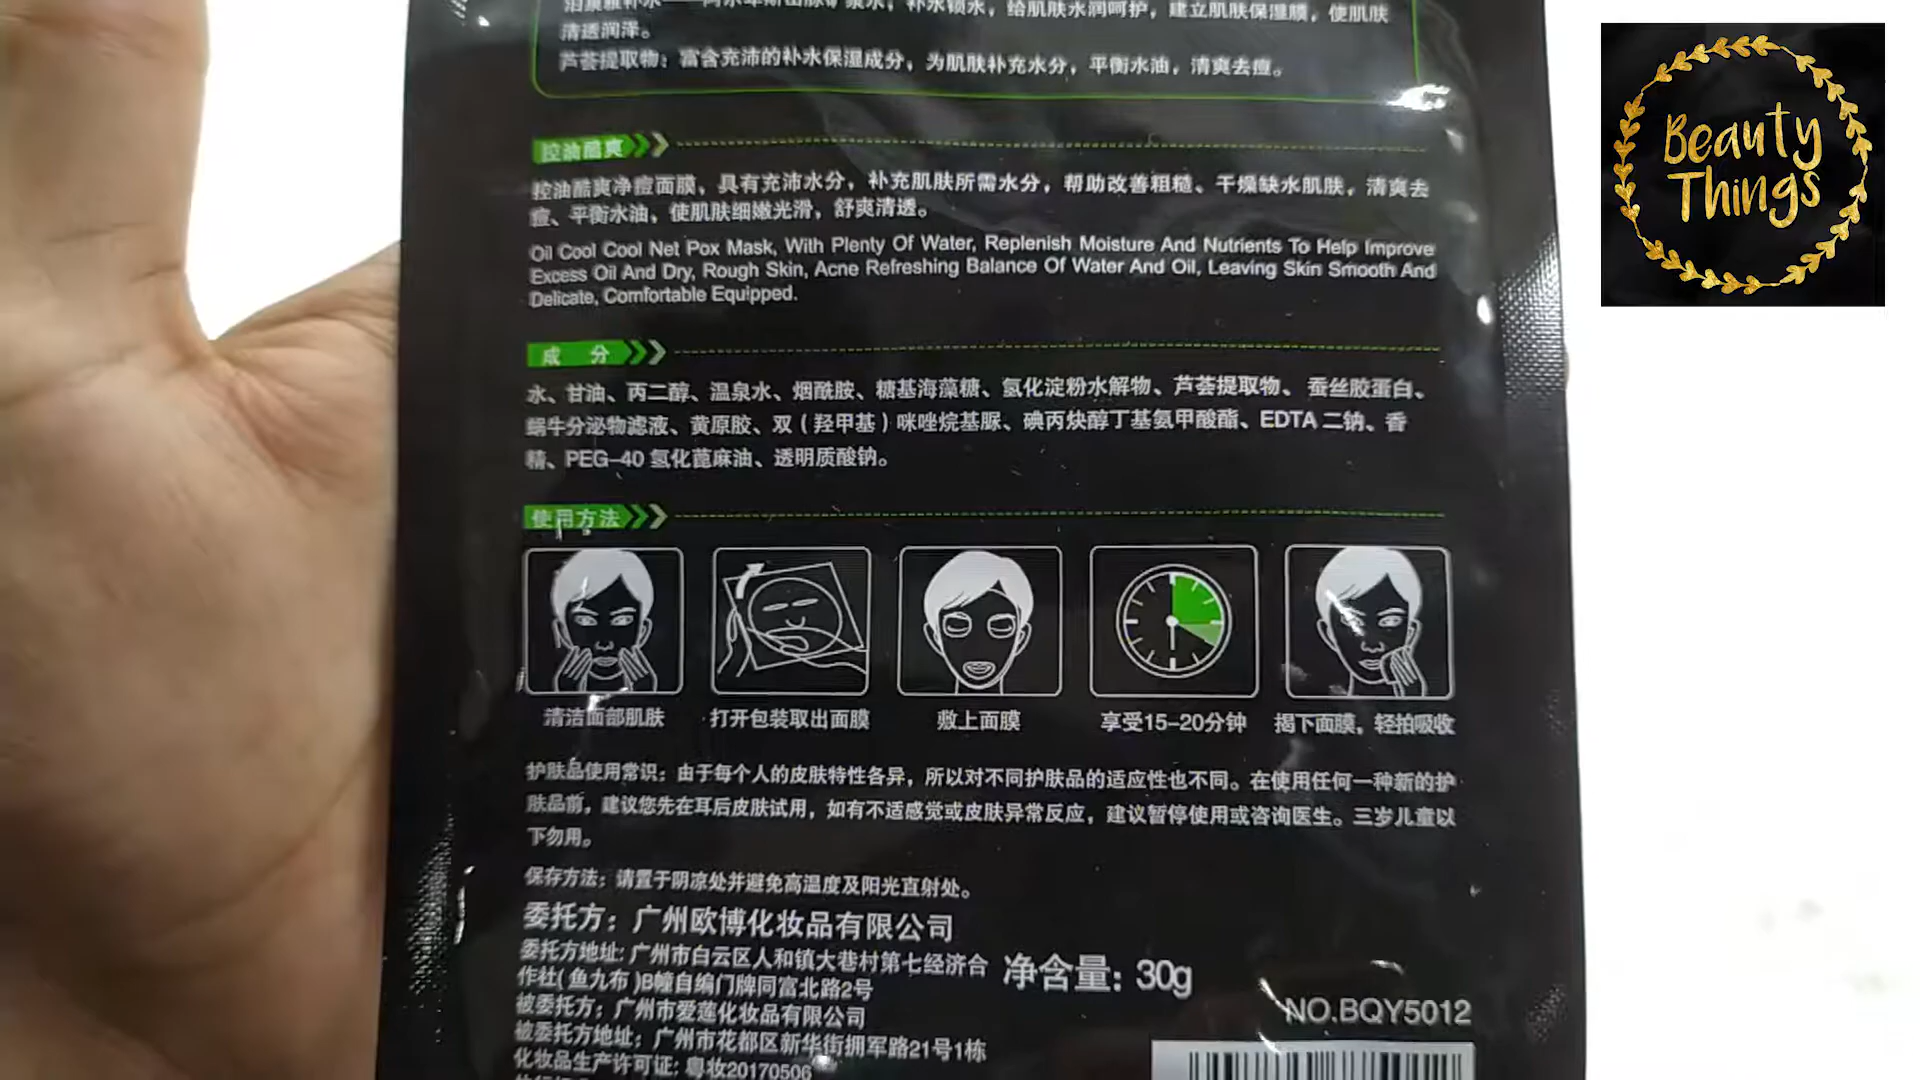 补水锁水，给肌肤水润呵护，建立肌肤保湿膜，使肌肤
清透润泽。
芦荟提取物：富含充沛的补水保湿成分，为肌肤补充水分，平衡水油，清爽去痘。
控油酷爽
控油酷爽净痘面膜，具有充沛水分，补充肌肤所需水分，帮助改善粗糙、干燥缺水肌肤，清爽去
痘、平衡水油，使肌肤细嫩光滑，舒爽清透。
Oil Cool Cool Net Pox Mask, With Plenty Of Water, Replenish Moisture And Nutrients To Help Improve
Excess Oil And Dry, Rough Skin, Acne Refreshing Balance Of Water And Oil, Leaving Skin Smooth And
Delicate, Comfortable Equipped.
成 分
水、甘油、丙二醇、温泉水、烟酰胺、糖基海藻糖、氢化淀粉水解物、芦荟提取物、蚕丝胶蛋白、
蜗牛分泌物滤液、黄原胶、双（羟甲基）咪唑烷基脲、碘丙炔醇丁基氨甲酸酯、EDTA 二钠、香
精、PEG-40 氢化蓖麻油、透明质酸钠。
使用方法
清洁面部肌肤 打开包装取出面膜 敷上面膜 享受15-20分钟 揭下面膜，轻拍吸收
护肤品使用常识：由于每个人的皮肤特性各异，所以对不同护肤品的适应性也不同。在使用任何一种新的护
肤品前，建议您先在耳后皮肤试用，如有不适感觉或皮肤异常反应，建议暂停使用或咨询医生。三岁儿童以
下勿用。
保存方法：请置于阴凉处并避免高温度及阳光直射处。
委托方：广州欧博化妆品有限公司
委托方地址：广州市白云区人和镇大巷村第七经济合
作社（鱼九布）B幢自编门牌同富北路2号
被委托方：广州市爱莲化妆品有限公司
被委托方地址：广州市花都区新华街拥军路21号1栋
化妆品生产许可证：粤妆20170506
净含量：30g
NO.BQY5012
Beauty
Things